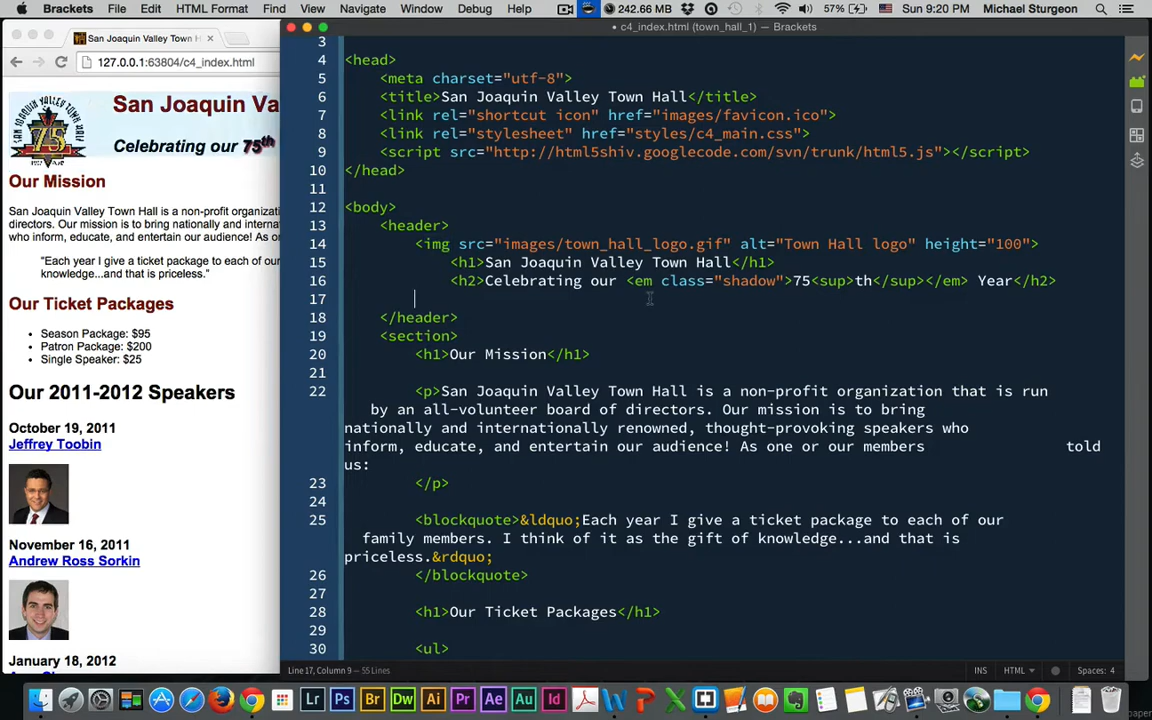 Brackets File Edit Find View Navigate Window Debug Help 242.66 MB 57% Sun 9:20 PM Michael Sturgeon
San Joaquin Valley Town H
127.0.0.1:63804/c4_index.html
SAN JOAQUIN VALLEY
75
San Joaquin Va
Celebrating our 75th
Our Mission
San Joaquin Valley Town Hall is a non-profit organizati
directors. Our mission is to bring nationally and interna
who inform, educate, and entertain our audience! As o
"Each year I give a ticket package to each of our
knowledge...and that is priceless."
Our Ticket Packages
Season Package: $95
Patron Package: $200
Single Speaker: $25
Our 2011-2012 Speakers
October 19, 2011
Jeffrey Toobin
November 16, 2011
Andrew Ross Sorkin
January 18, 2012
• c4_index.html (town_hall_1) — Brackets
3
4 <head>
5 <meta charset="utf-8">
6 <title>San Joaquin Valley Town Hall</title>
7 <link rel="shortcut icon" href="images/favicon.ico">
8 <link rel="stylesheet" href="styles/c4_main.css">
9 <script src="http://html5shiv.googlecode.com/svn/trunk/html5.js"></script>
10 </head>
11
12 <body>
13 <header>
14 <img src="images/town_hall_logo.gif" alt="Town Hall logo" height="100">
15 <h1>San Joaquin Valley Town Hall</h1>
16 <h2>Celebrating our <em class="shadow">75<sup>th</sup></em> Year</h2>
17
18 </header>
19 <section>
20 <h1>Our Mission</h1>
21
22 <p>San Joaquin Valley Town Hall is a non-profit organization that is run
by an all-volunteer board of directors. Our mission is to bring
nationally and internationally renowned, thought-provoking speakers who
inform, educate, and entertain our audience! As one or our members told
us:
23 </p>
24
25 <blockquote>&ldquo;Each year I give a ticket package to each of our
family members. I think of it as the gift of knowledge...and that is
priceless.&rdquo;
26 </blockquote>
27
28 <h1>Our Ticket Packages</h1>
29
30 <ul>
Line 17, Column 9 — 55 Lines INS HTML Spaces: 4
Lr Ps Br Dw Ai Pr Ae Au Id